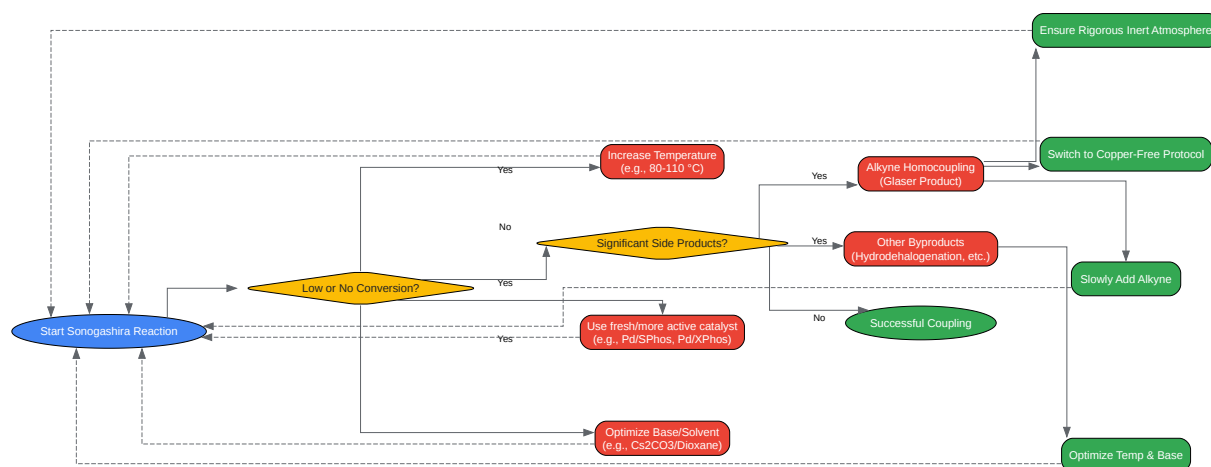 Ensure Rigorous Inert Atmosphere
Switch to Copper-Free Protocol
Increase Temperature
(e.g., 80-110 °C)
Yes
Alkyne Homocoupling
(Glaser Product)
Yes
No
Significant Side Products?
Yes
Other Byproducts
(Hydrodehalogenation, etc.)
Low or No Conversion?
Yes
Slowly Add Alkyne
Start Sonogashira Reaction
Use fresh/more active catalyst
(e.g., Pd/SPhos, Pd/XPhos)
Yes
No
Successful Coupling
Optimize Base/Solvent
(e.g., Cs2CO3/Dioxane)
Optimize Temp & Base